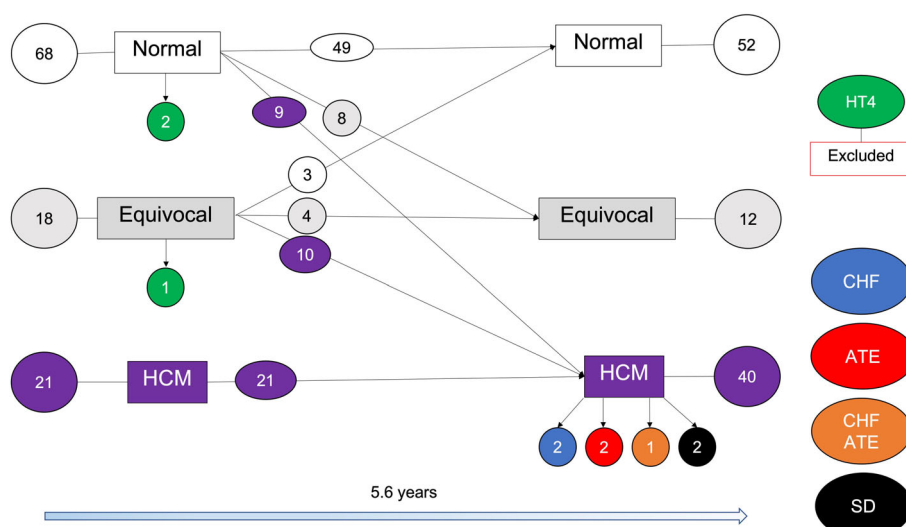 68
Normal
49
Normal
52
2
9
8
HT4
Excluded
3
18
Equivocal
4
Equivocal
12
10
1
CHF
21
HCM
21
HCM
40
ATE
2
2
1
2
CHF
ATE
5.6 years
SD